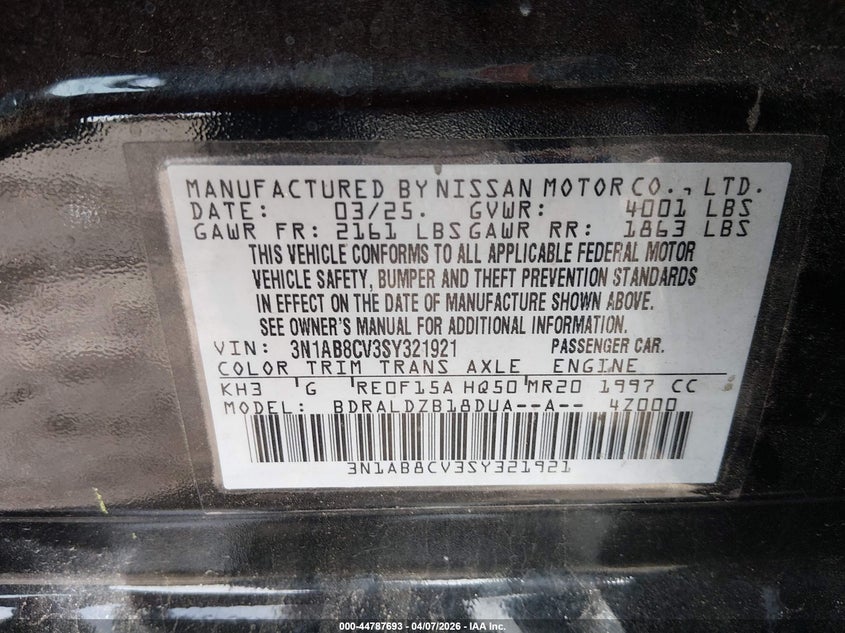 MANUFACTURED BY NISSAN MOTOR CO., LTD.
DATE: 03/25. GVWR: 4001 LBS
GAWR FR: 2161 LBS GAWR RR: 1863 LBS
THIS VEHICLE CONFORMS TO ALL APPLICABLE FEDERAL MOTOR
VEHICLE SAFETY, BUMPER AND THEFT PREVENTION STANDARDS
IN EFFECT ON THE DATE OF MANUFACTURE SHOWN ABOVE.
SEE OWNER'S MANUAL FOR ADDITIONAL INFORMATION.
VIN: 3N1AB8CV3SY321921 PASSENGER CAR.
COLOR TRIM TRANS AXLE ENGINE
KH3 G RE0F15A HQ50 MR20 1997 CC
MODEL: BDRALDZB18DUA--A-- 4Z000
3N1AB8CV3SY321921
000-44787693 - 04/07/2026 - IAA Inc.